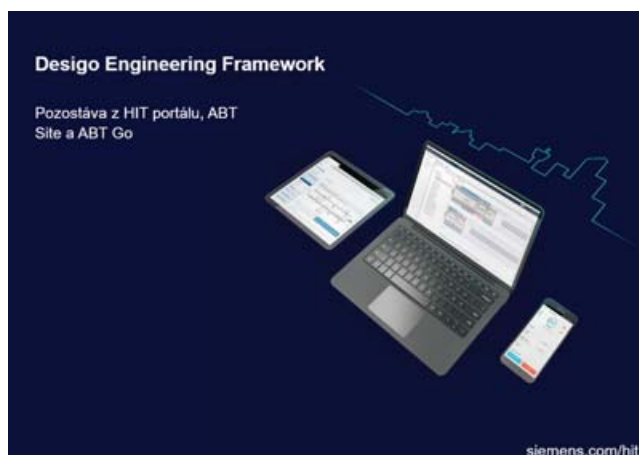 Desigo Engineering Framework
Pozostáva z HIT portálu, ABT
Site a ABT Go
siemens.com/hit